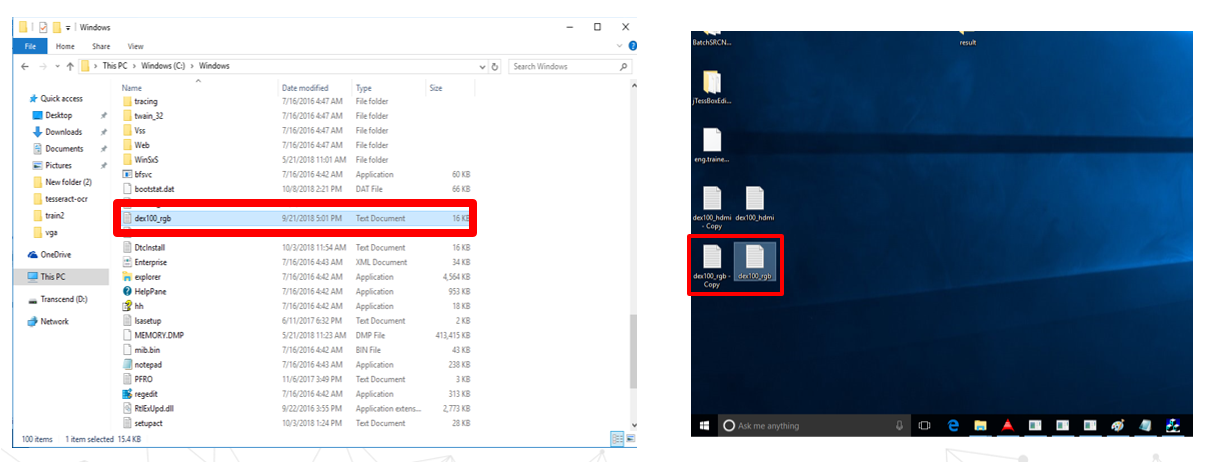 Windows
File Home Share View
This PC > Windows (C:) > Windows
Search Windows
Name Date modified Type Size
Quick access
Desktop
Downloads
Documents
Pictures
New folder (2)
tesseract-ocr
train2
vga
OneDrive
This PC
Transcend (D:)
Network
tracing 7/16/2016 4:47 AM File folder
twain_32 7/16/2016 4:47 AM File folder
Vss 7/16/2016 4:47 AM File folder
Web 7/16/2016 4:47 AM File folder
WinSxS 5/21/2018 11:01 AM File folder
bfsvc 7/16/2016 4:42 AM Application 60 KB
bootstat.dat 10/8/2018 2:21 PM DAT File 66 KB
dex100_rgb 9/21/2018 5:01 PM Text Document 16 KB
DtcInstall 10/3/2018 11:54 AM Text Document 16 KB
Enterprise 7/16/2016 4:43 AM XML Document 34 KB
explorer 7/16/2016 4:42 AM Application 4,564 KB
HelpPane 7/16/2016 4:42 AM Application 953 KB
hh 7/16/2016 4:42 AM Application 18 KB
lsasetup 6/11/2017 6:32 PM Text Document 2 KB
MEMORY.DMP 5/21/2018 11:23 AM DMP File 413,415 KB
mib.bin 7/16/2016 4:42 AM BIN File 43 KB
notepad 7/16/2016 4:43 AM Application 238 KB
PFRO 11/6/2017 3:49 PM Text Document 3 KB
regedit 7/16/2016 4:42 AM Application 313 KB
RtlExUpd.dll 9/22/2016 3:55 PM Application extens... 2,773 KB
setupact 10/3/2018 1:24 PM Text Document 28 KB
100 items 1 item selected 15.4 KB
BatchSRCN...
result
jTessBoxEdi...
eng.traine...
dex100_hdmi - Copy
dex100_hdmi
dex100_rgb - Copy
dex100_rgb
Ask me anything